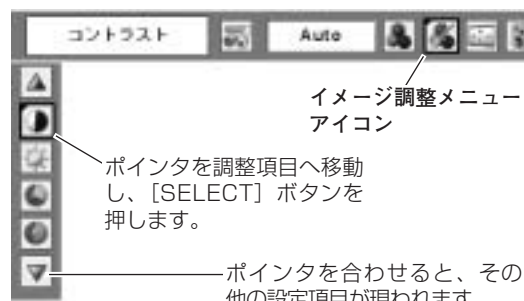 コントラスト Auto
イメージ調整メニュー
アイコン
ポインタを調整項目へ移動
し、［SELECT］ボタンを
押します。
ポインタを合わせると、その
他の設定項目が現われます